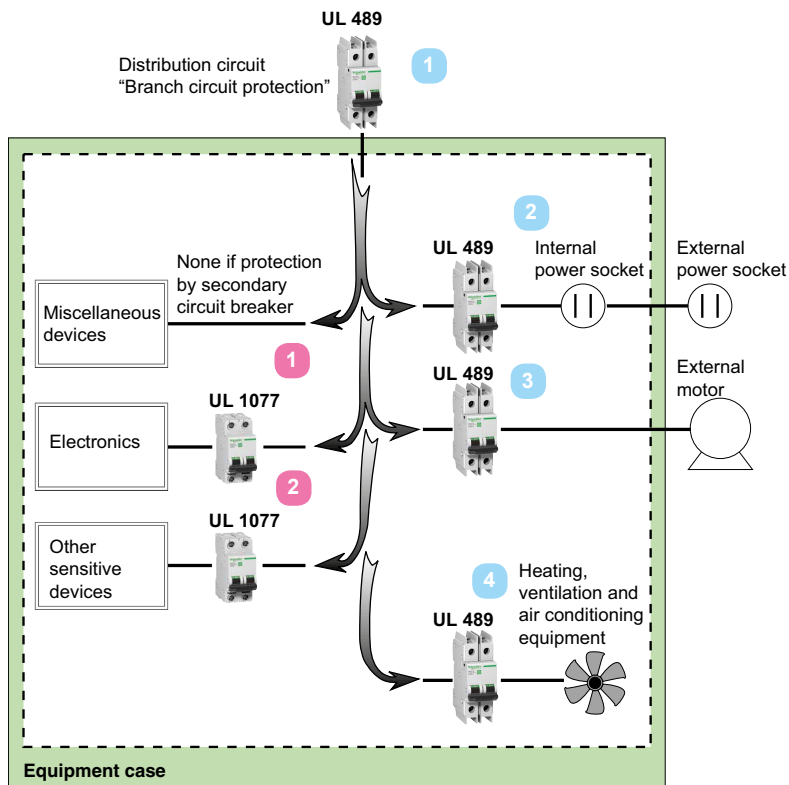 UL 489
Distribution circuit
“Branch circuit protection”
1
2
UL 489
Internal
power socket
External
power socket
None if protection
by secondary
circuit breaker
Miscellaneous
devices
1
UL 489
3
External
motor
UL 1077
Electronics
2
UL 1077
Other
sensitive
devices
4
Heating,
ventilation and
air conditioning
equipment
UL 489
Equipment case